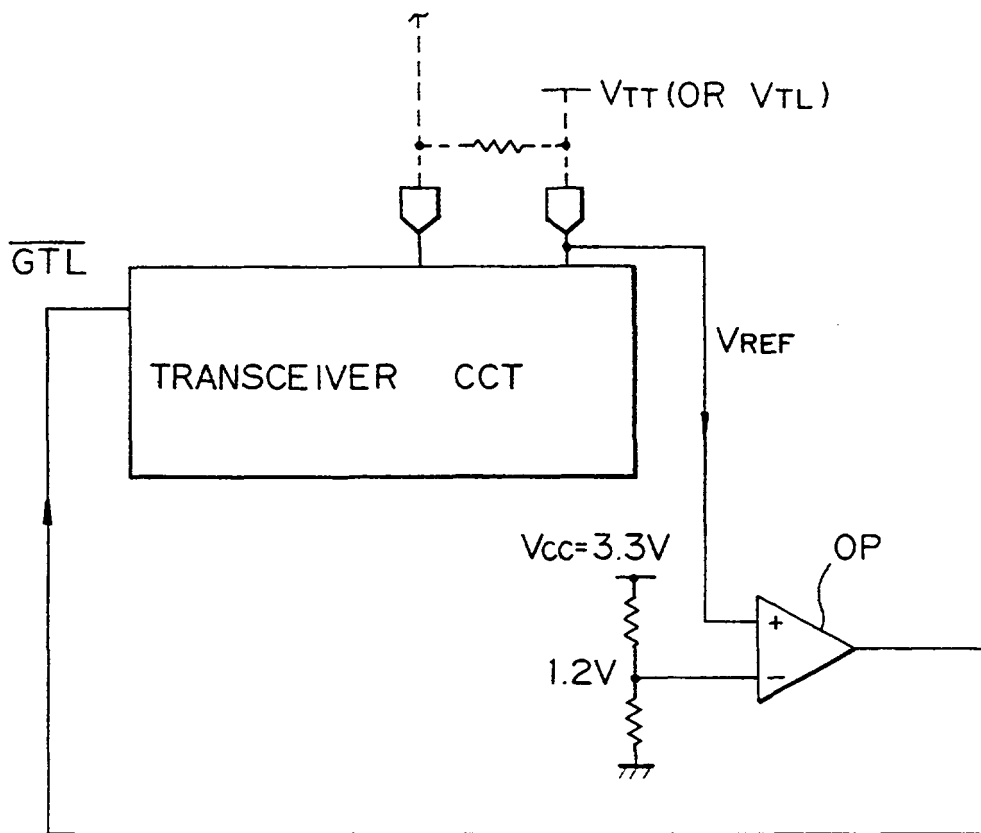 VTT (OR VTL)
GTL
TRANSCEIVER CCT
VREF
VCC=3.3V
OP
+
1.2V
−